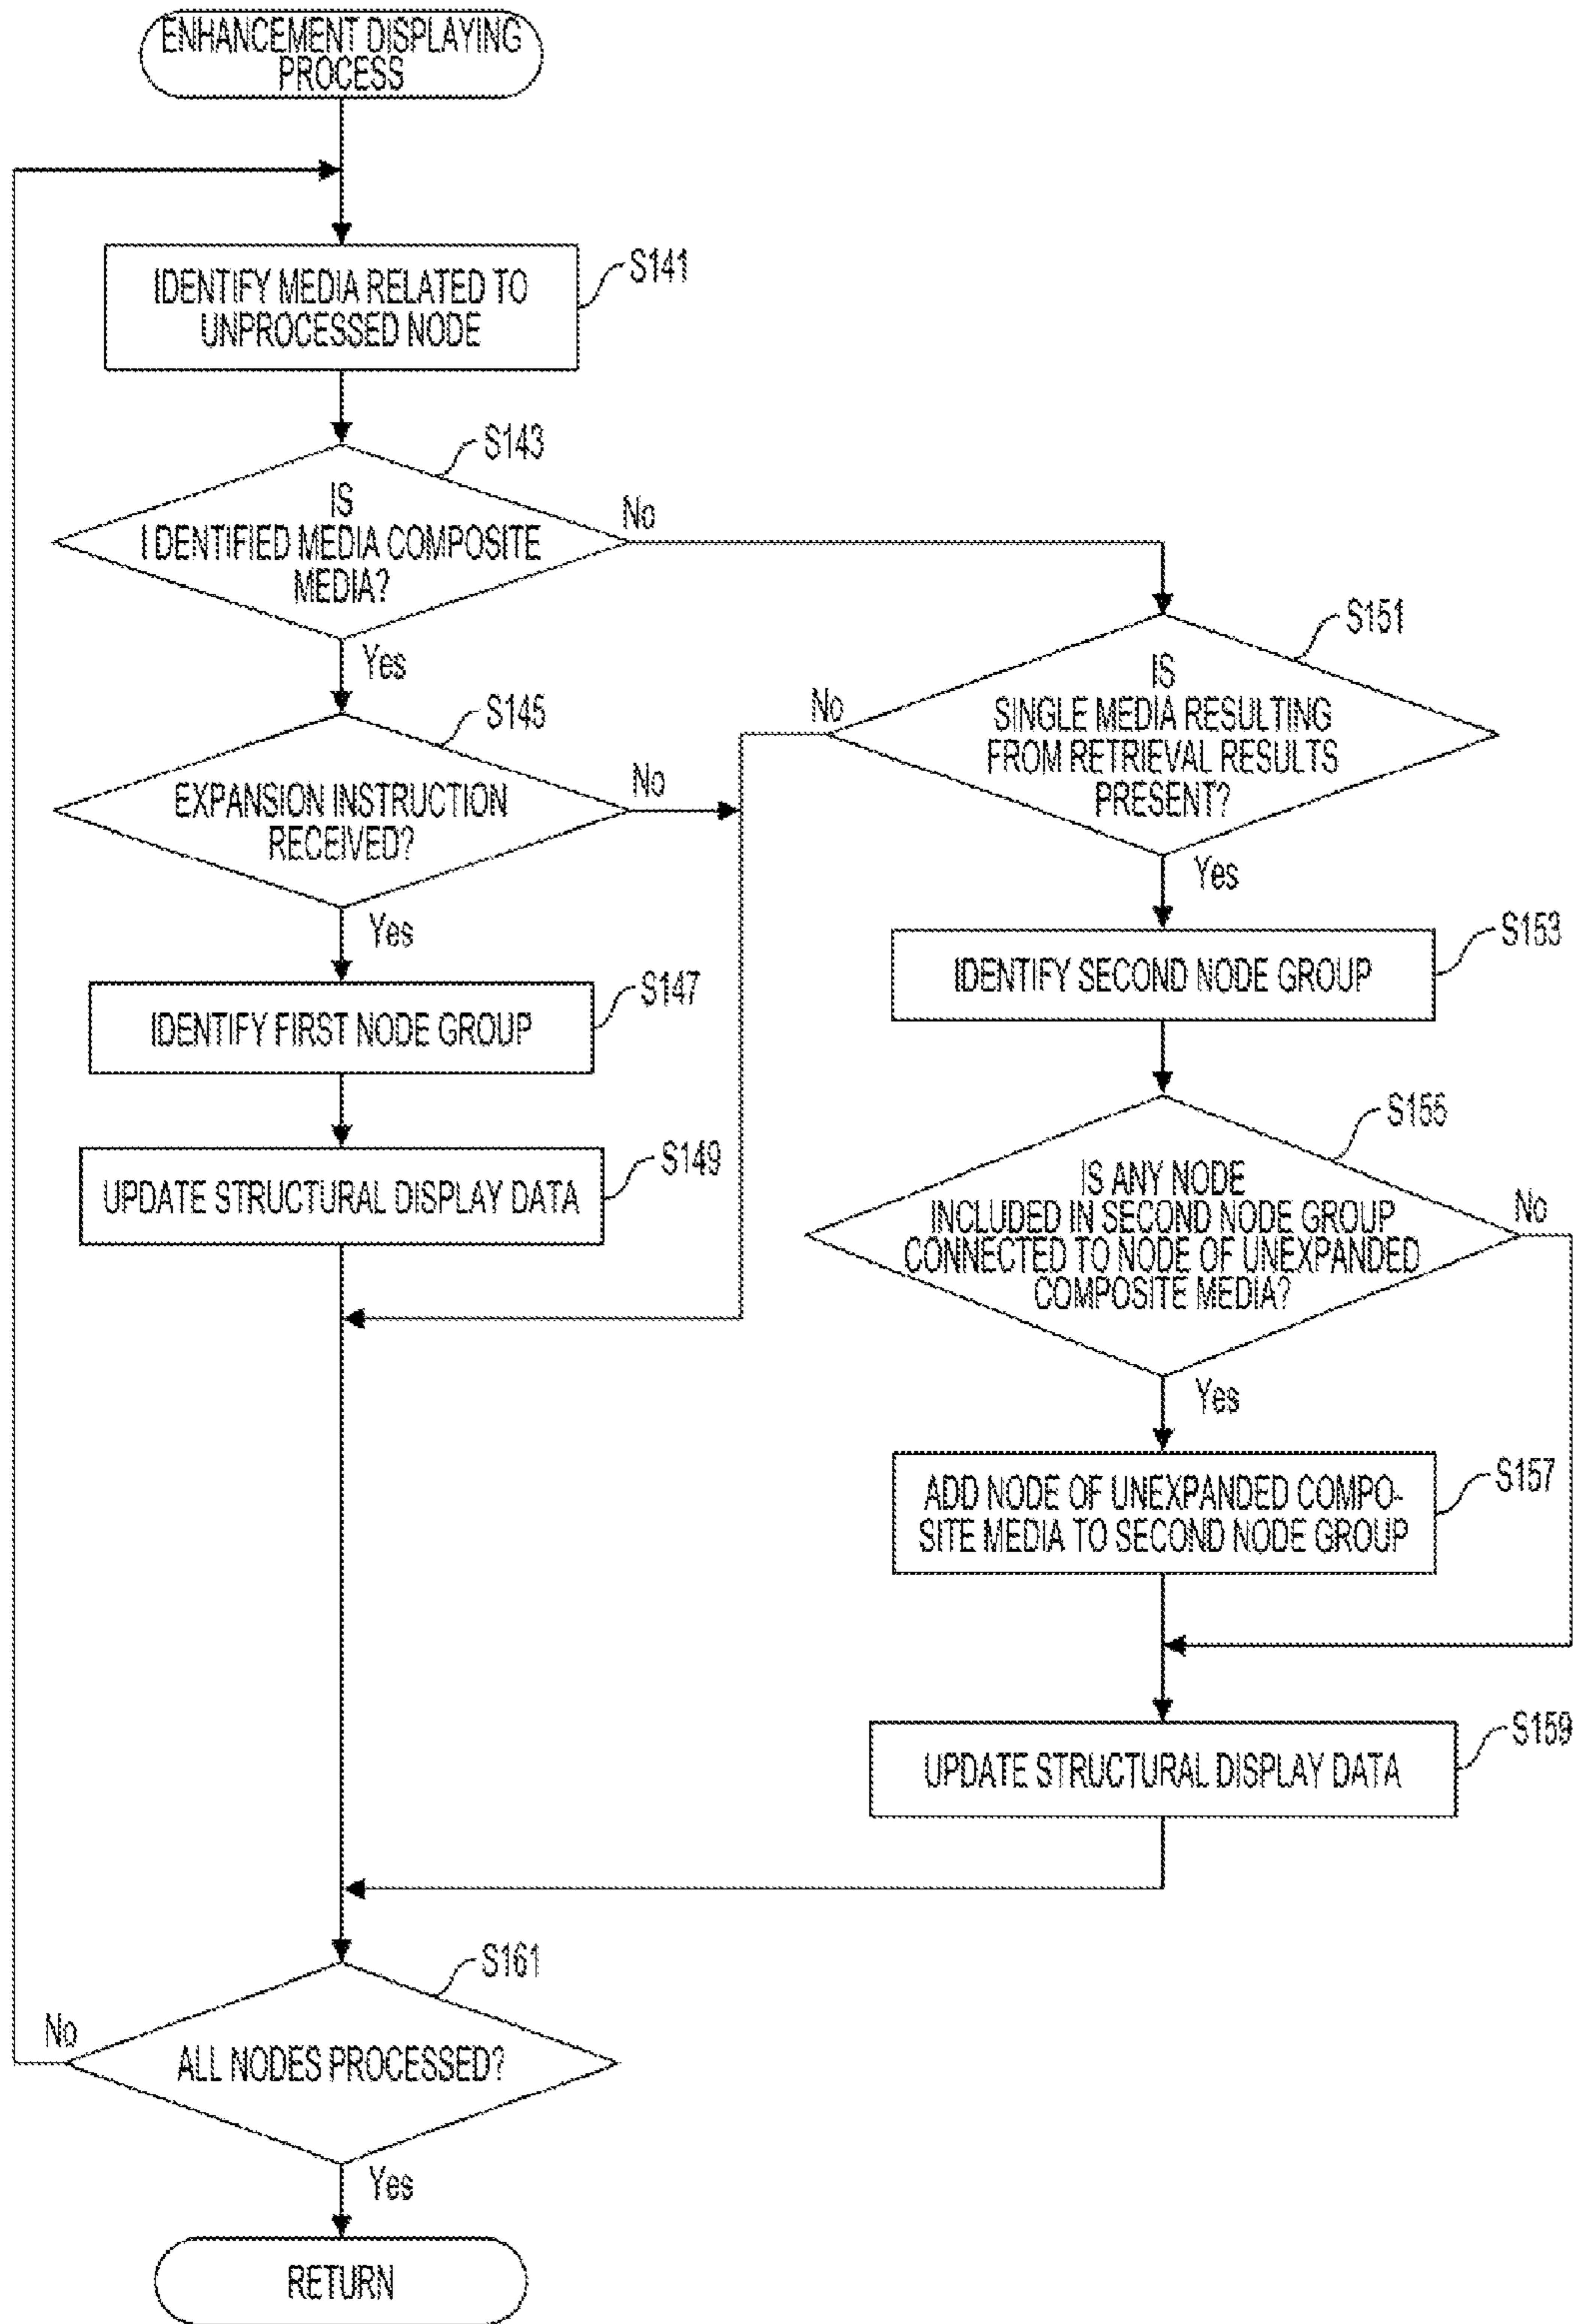 ENHANCEMENT DISPLAYING
PROCESS
IDENTIFY MEDIA RELATED TO
UNPROCESSED NODE
S141
S143
IS
I DENTIFIED MEDIA COMPOSITE
MEDIA?
No
Yes
S145
EXPANSION INSTRUCTION
RECEIVED?
No
Yes
S147
IDENTIFY FIRST NODE GROUP
S149
UPDATE STRUCTURAL DISPLAY DATA
S151
IS
SINGLE MEDIA RESULTING
FROM RETRIEVAL RESULTS
PRESENT?
No
Yes
S153
IDENTIFY SECOND NODE GROUP
S155
IS ANY NODE
INCLUDED IN SECOND NODE GROUP
CONNECTED TO NODE OF UNEXPANDED
COMPOSITE MEDIA?
No
Yes
S157
ADD NODE OF UNEXPANDED COMPO-
SITE MEDIA TO SECOND NODE GROUP
S159
UPDATE STRUCTURAL DISPLAY DATA
S161
ALL NODES PROCESSED?
No
Yes
RETURN